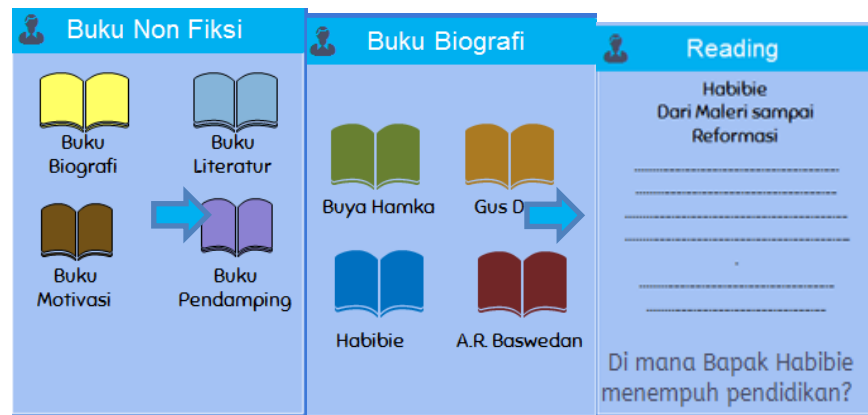 Buku Non Fiksi
Buku
Biografi
Buku
Literatur
Buku
Motivasi
Buku
Pendamping
Buku Biografi
Buya Hamka
Gus D
Habibie
A.R. Baswedan
Reading
Habibie
Dari Maleri sampai
Reformasi
Di mana Bapak Habibie
menempuh pendidikan?